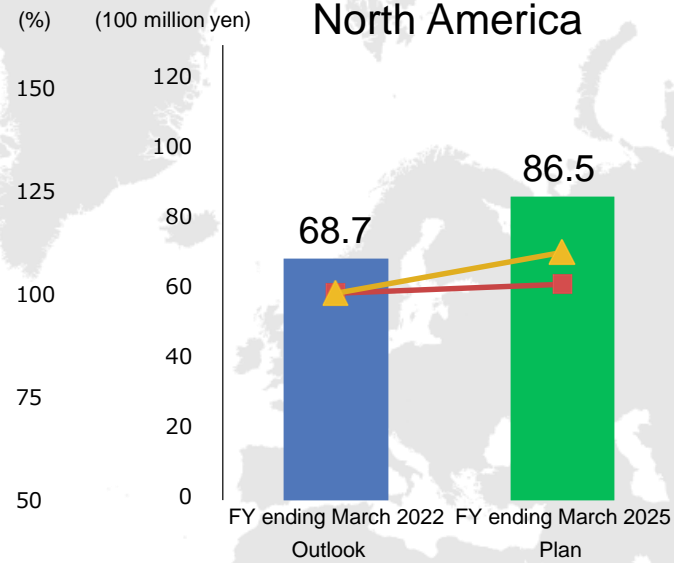 North America
(%)
(100 million yen)
150
125
100
75
50
120
100
80
60
40
20
0
68.7
86.5
FY ending March 2022
Outlook
FY ending March 2025
Plan